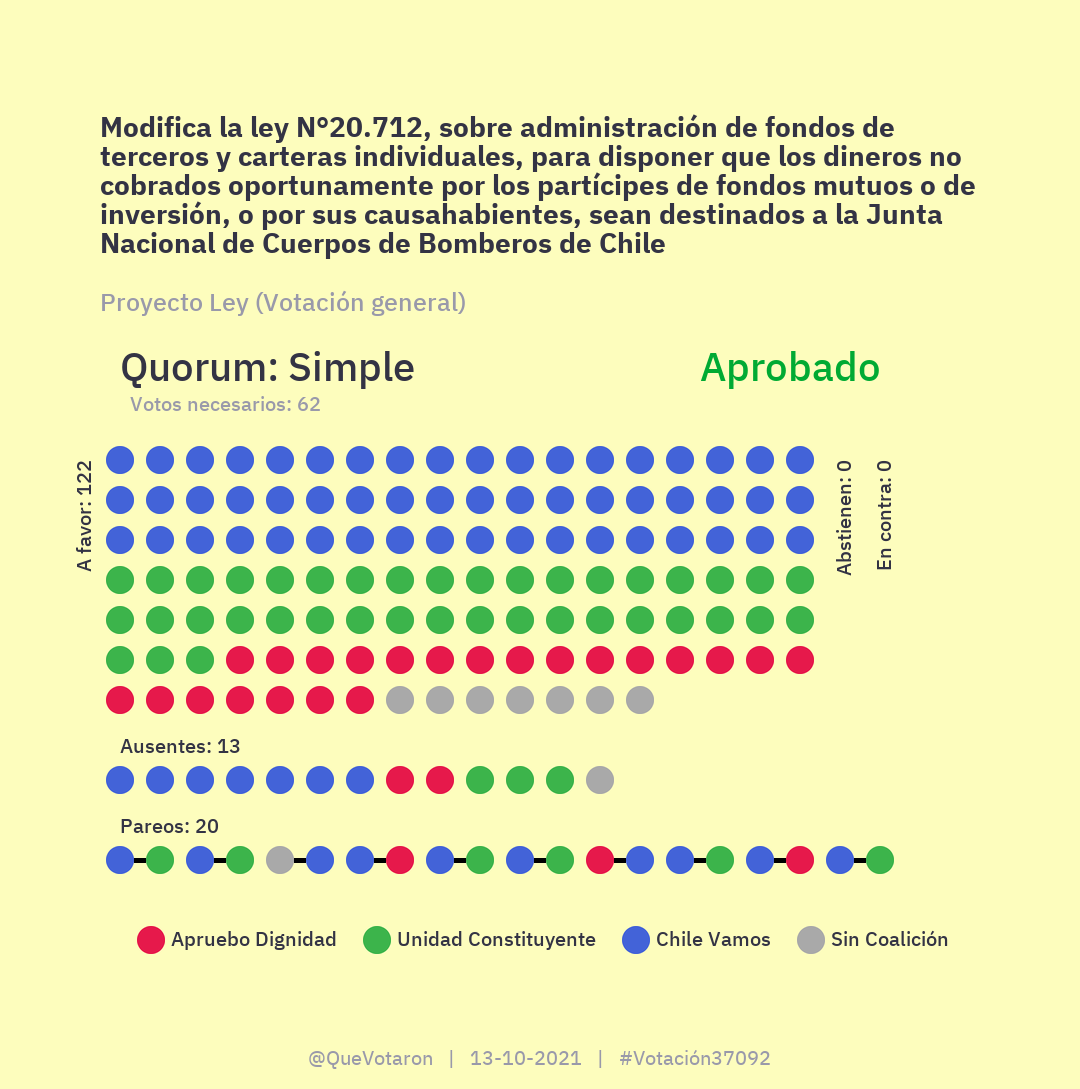 Modifica la ley N°20.712, sobre administración de fondos de
terceros y carteras individuales, para disponer que los dineros no
cobrados oportunamente por los partícipes de fondos mutuos o de
inversión, o por sus causahabientes, sean destinados a la Junta
Nacional de Cuerpos de Bomberos de Chile
Proyecto Ley (Votación general)
Quorum: Simple
Aprobado
Votos necesarios: 62
A favor: 122
Abstienen: 0
En contra: 0
Ausentes: 13
Pareos: 20
Apruebo Dignidad
Unidad Constituyente
Chile Vamos
Sin Coalición
@QueVotaron | 13-10-2021 | #Votación37092